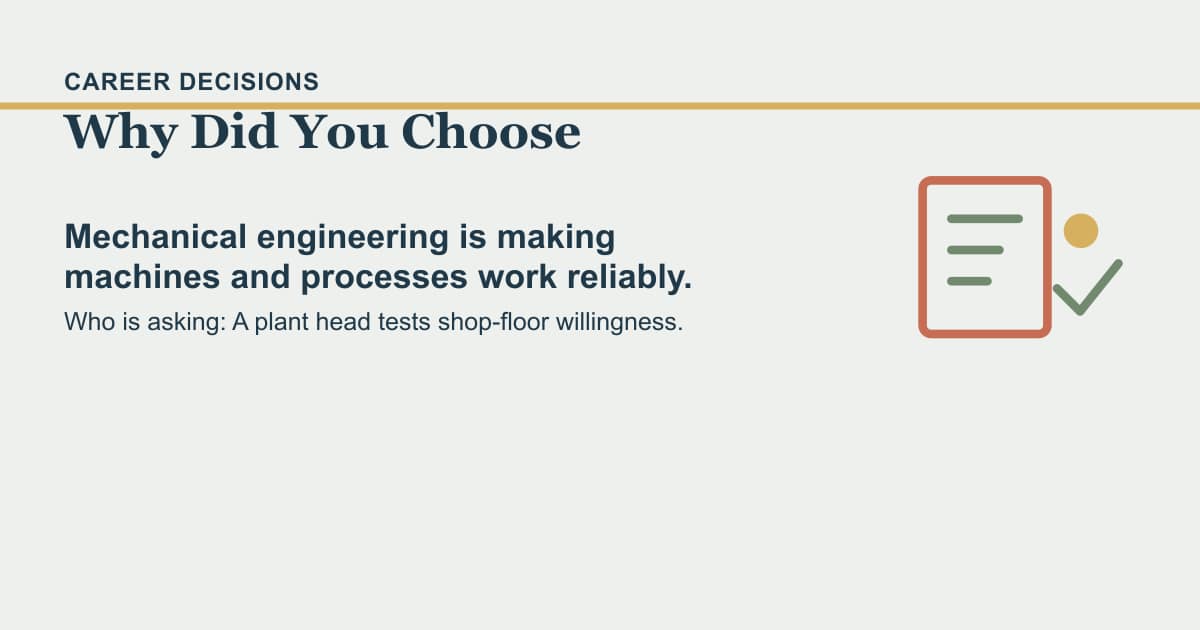 CAREER DECISIONS
Why Did You Choose
Mechanical engineering is making
machines and processes work reliably.
Who is asking: A plant head tests shop-floor willingness.